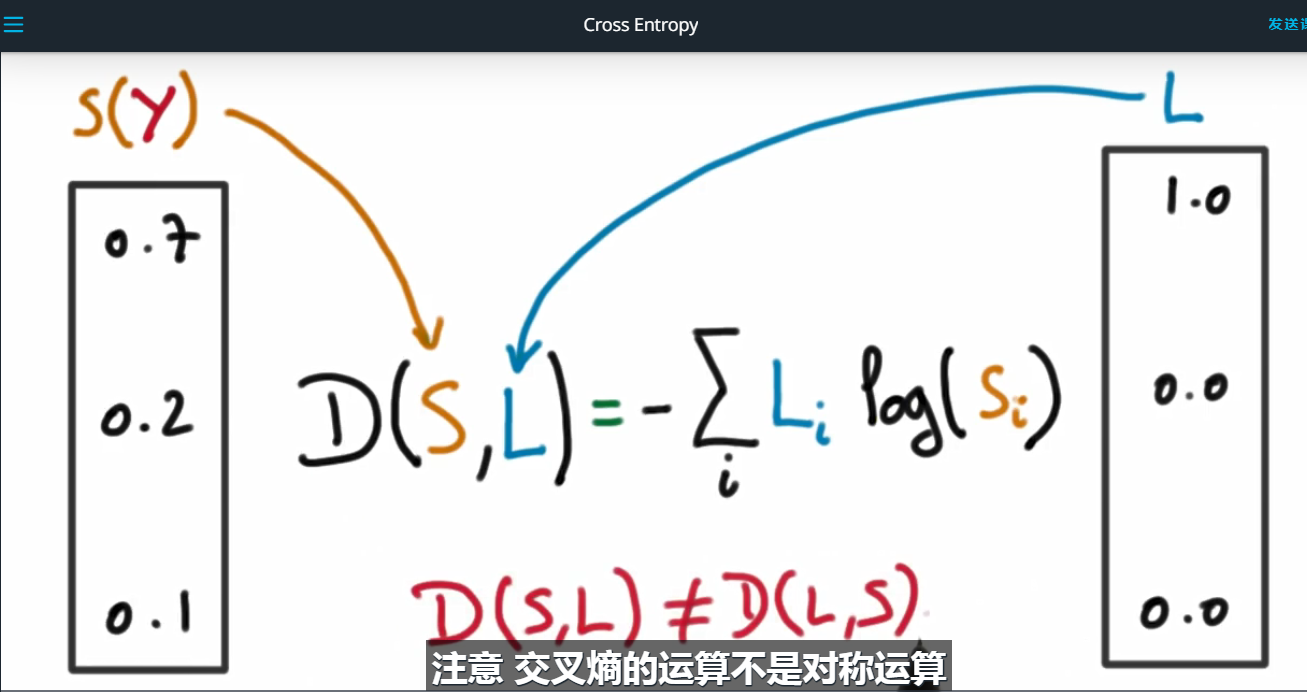 Cross Entropy
发送
S(Y)
L
0.7
0.2
0.1
1.0
0.0
0.0
D(S,L) = - ∑ᵢ Lᵢ log(Sᵢ)
D(S,L) ≠ D(L,S)
注意 交叉熵的运算不是对称运算